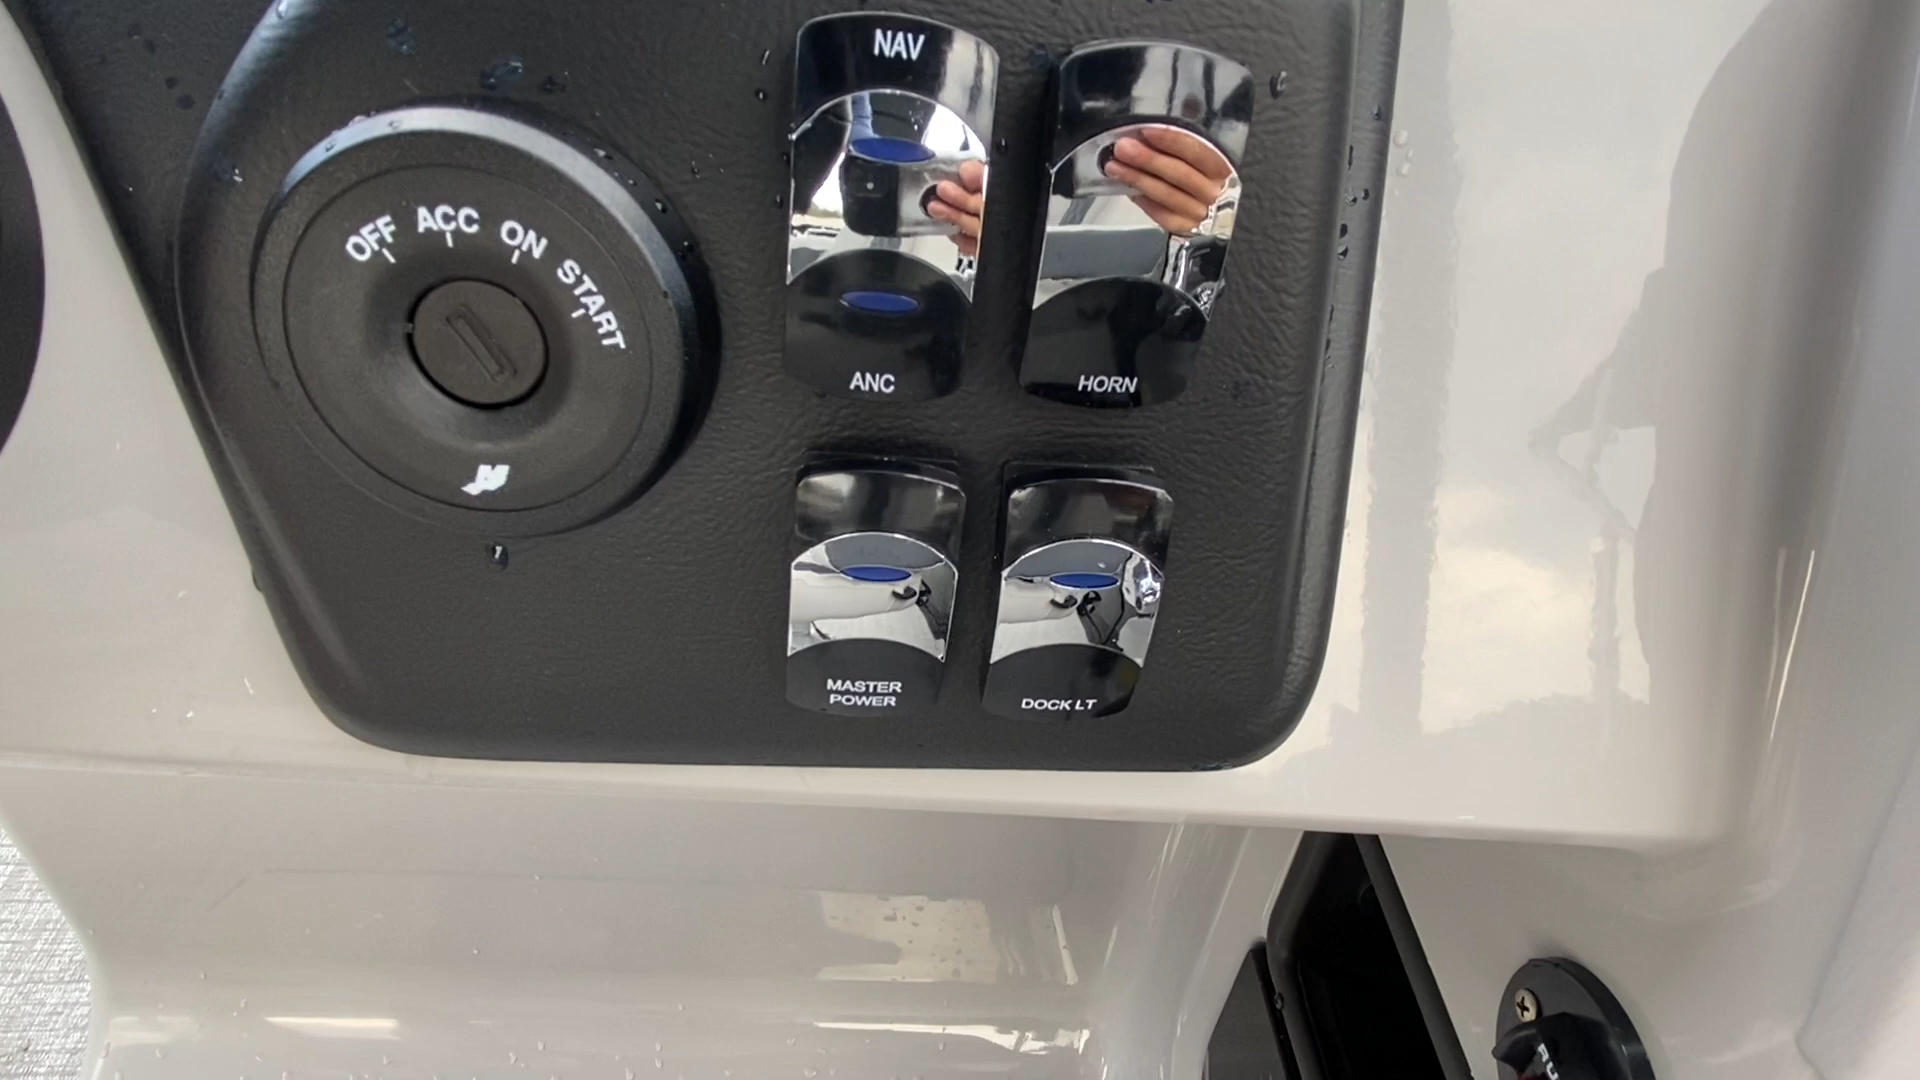 NAV
OFF ACC ON START
ANC
HORN
MASTER
POWER
DOCK LT